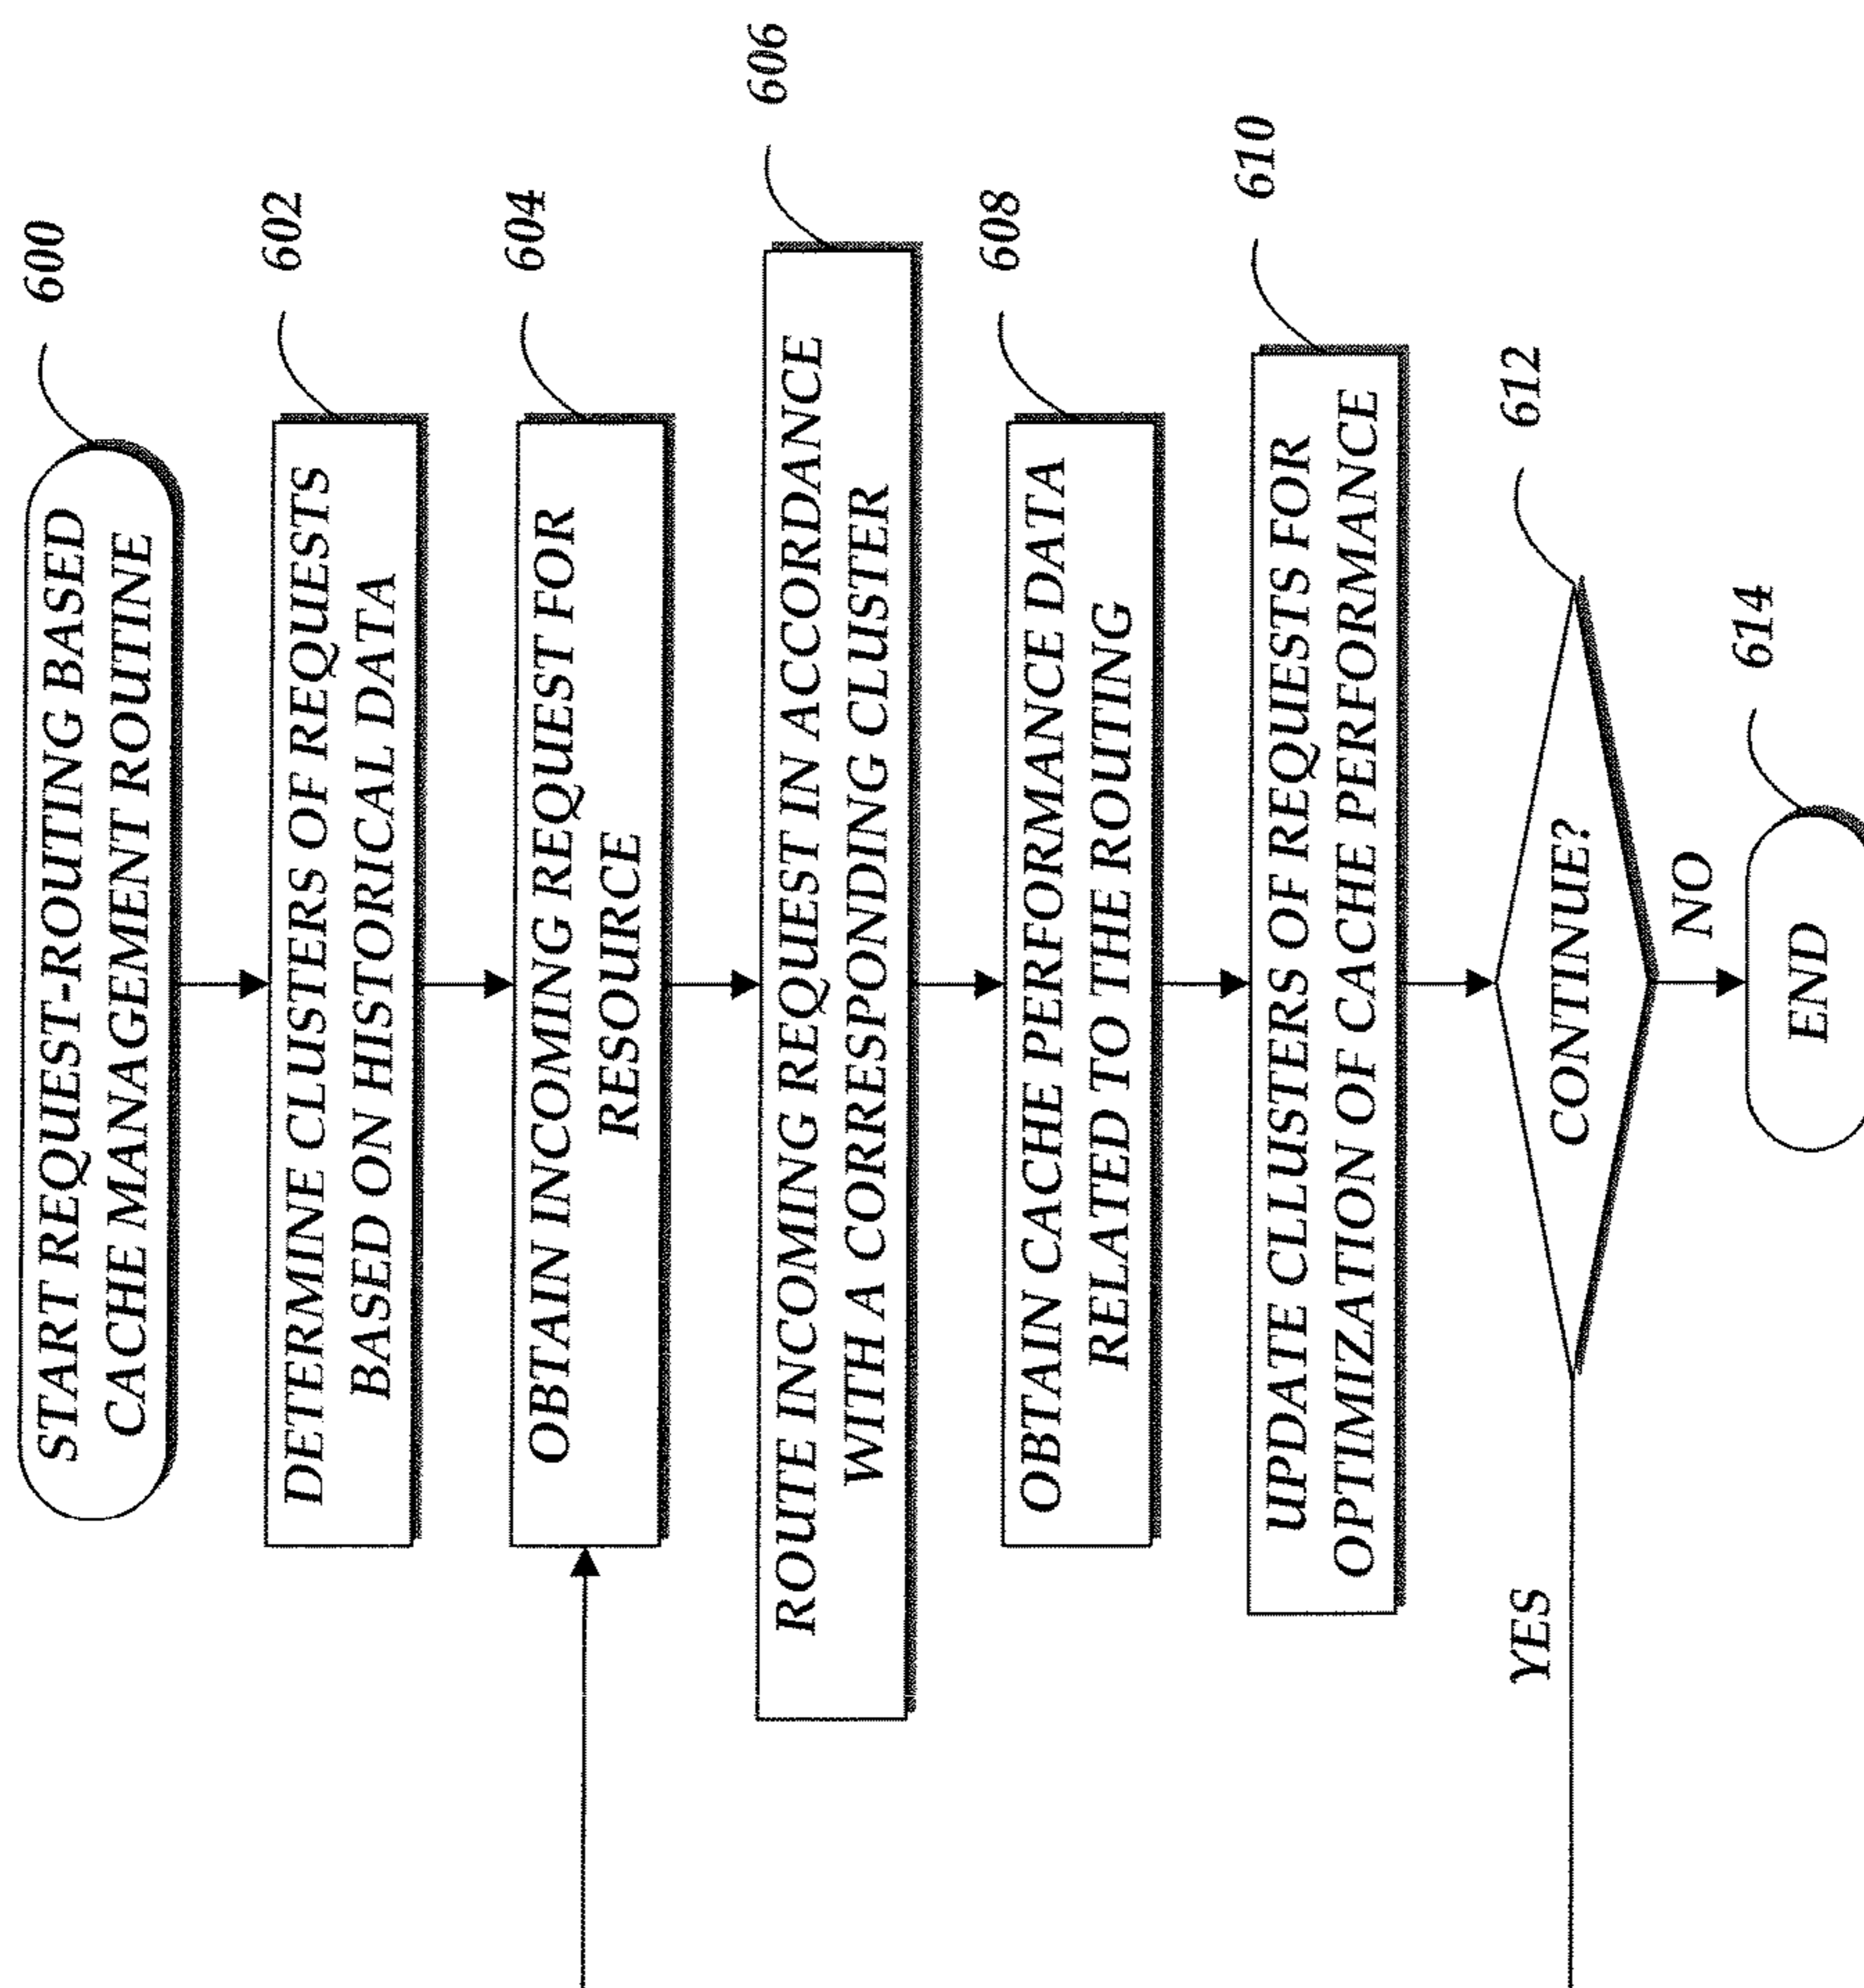 600
START REQUEST-ROUTING BASED
CACHE MANAGEMENT ROUTINE
602
DETERMINE CLUSTERS OF REQUESTS
BASED ON HISTORICAL DATA
604
OBTAIN INCOMING REQUEST FOR
RESOURCE
606
ROUTE INCOMING REQUEST IN ACCORDANCE
WITH A CORRESPONDING CLUSTER
608
OBTAIN CACHE PERFORMANCE DATA
RELATED TO THE ROUTING
610
UPDATE CLLUSTERS OF REQUESTS FOR
OPTIMIZATION OF CACHE PERFORMANCE
612
CONTINUE?
YES
NO
614
END